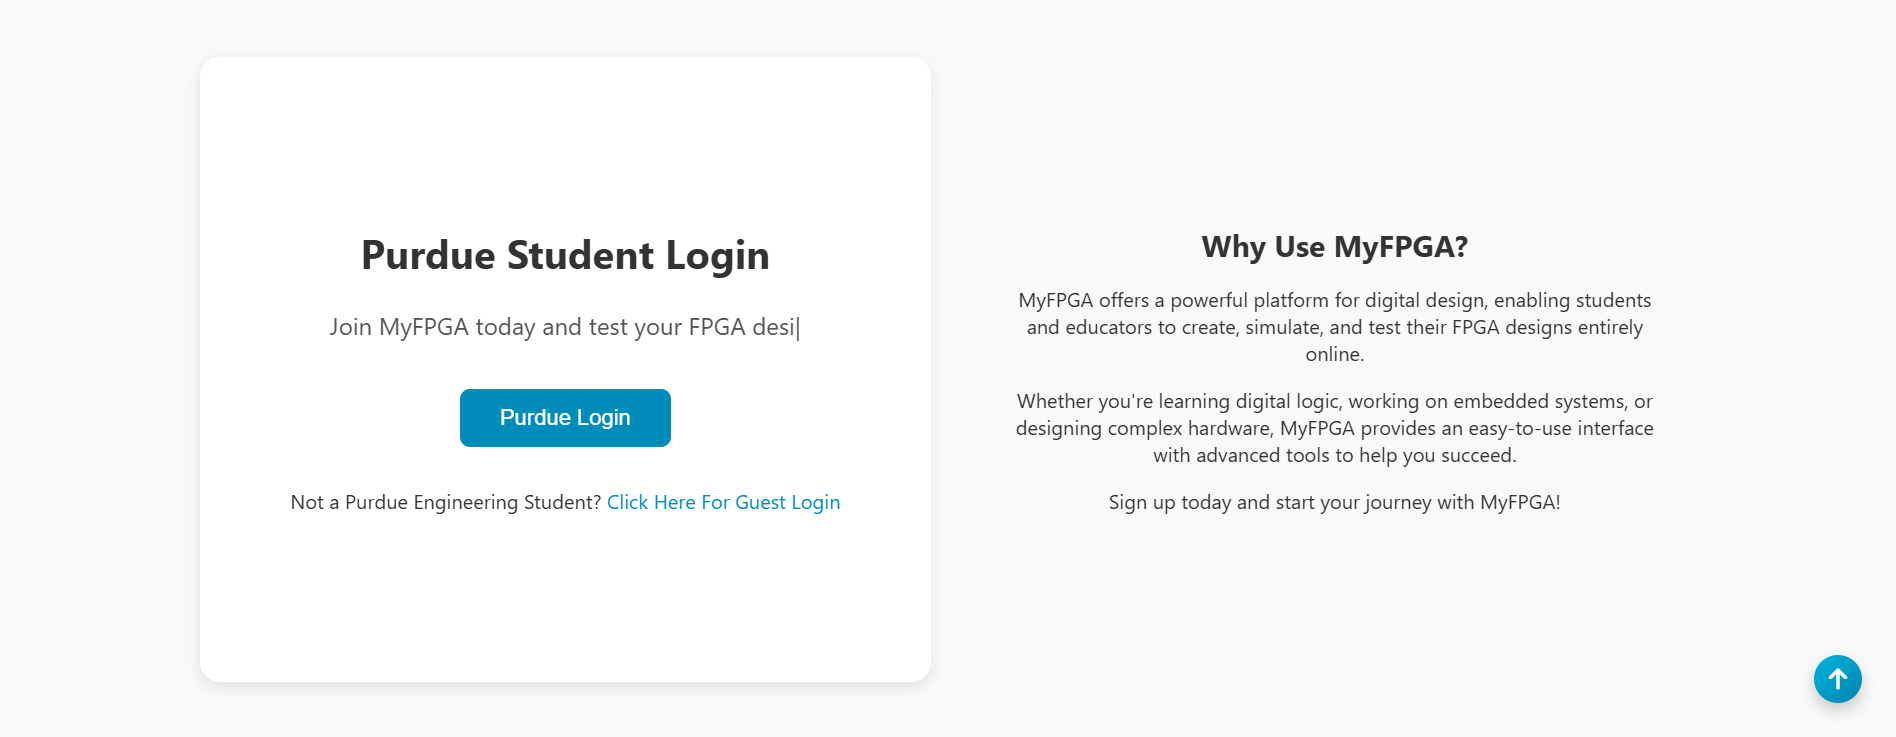 Purdue Student Login
Join MyFPGA today and test your FPGA desi|
Purdue Login
Not a Purdue Engineering Student? Click Here For Guest Login
Why Use MyFPGA?
MyFPGA offers a powerful platform for digital design, enabling students
and educators to create, simulate, and test their FPGA designs entirely
online.
Whether you're learning digital logic, working on embedded systems, or
designing complex hardware, MyFPGA provides an easy-to-use interface
with advanced tools to help you succeed.
Sign up today and start your journey with MyFPGA!